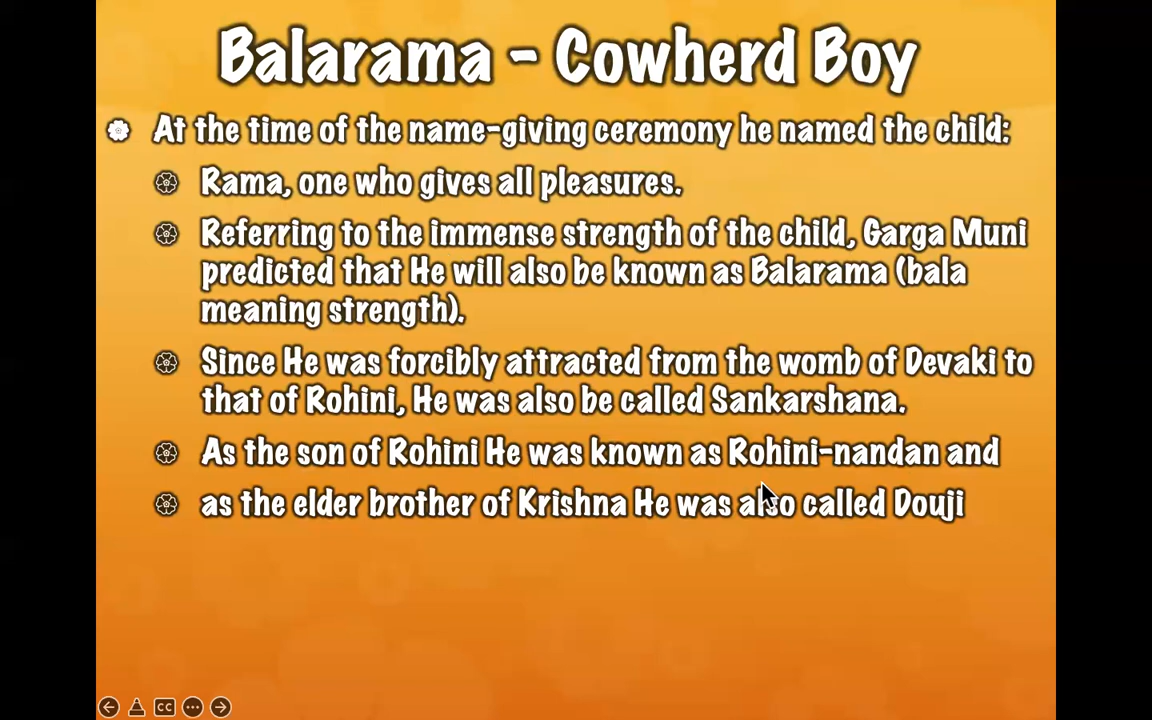 Balarama - Cowherd Boy
At the time of the name-giving ceremony he named the child:
Rama, one who gives all pleasures.
Referring to the immense strength of the child, Garga Muni
predicted that He will also be known as Balarama (bala
meaning strength).
Since He was forcibly attracted from the womb of Devaki to
that of Rohini, He was also be called Sankarshana.
As the son of Rohini He was known as Rohini-nandan and
as the elder brother of Krishna He was also called Douji
CC